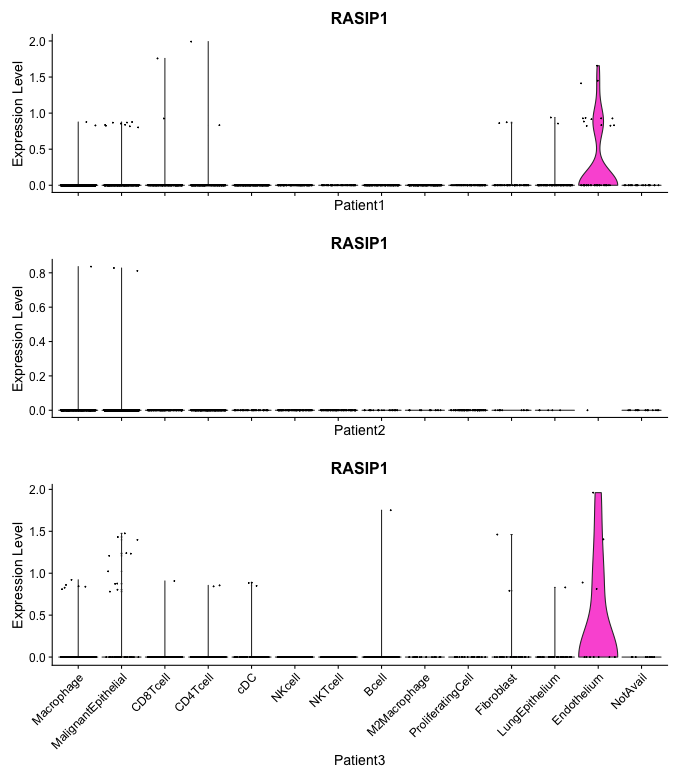 RASIP1
Expression Level
2.0
1.5
1.0
0.5
0.0
Patient1
RASIP1
Expression Level
0.8
0.6
0.4
0.2
0.0
Patient2
RASIP1
Expression Level
2.0
1.5
1.0
0.5
0.0
Macrophage
MalignantEpithelial
CD8Tcell
CD4Tcell
cDC
NKcell
NKTcell
Bcell
M2Macrophage
ProliferatingCell
Fibroblast
LungEpithelium
Endothelium
NotAvail
Patient3